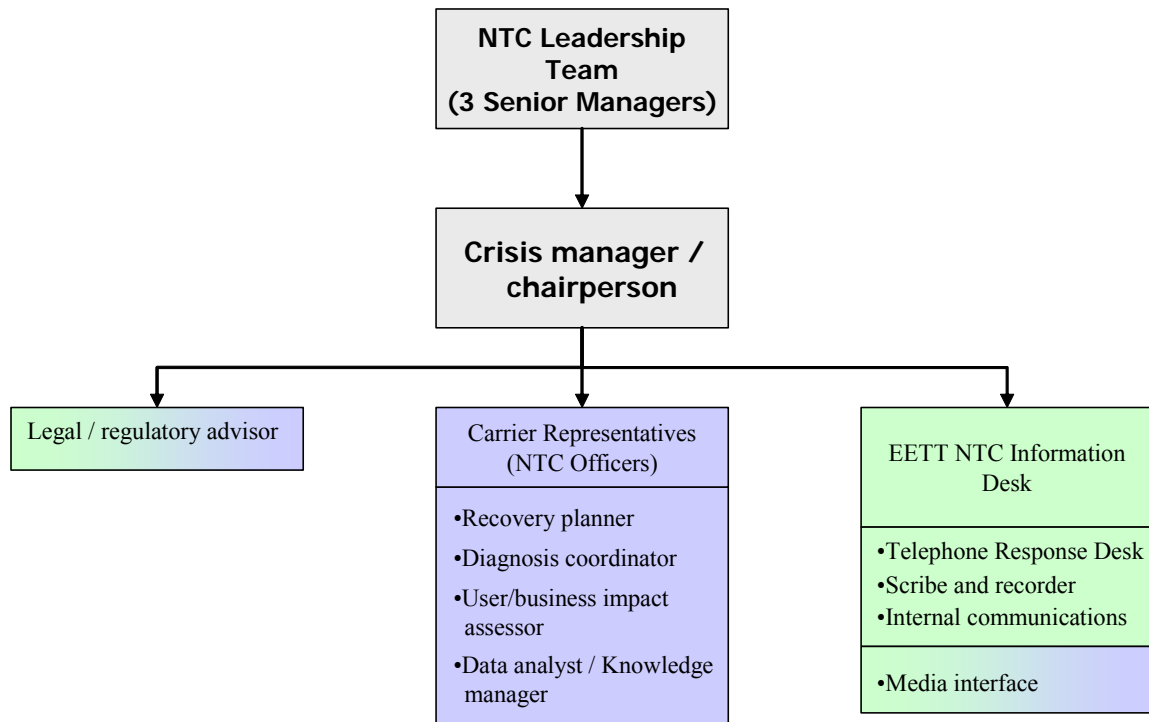 NTC Leadership
Team
(3 Senior Managers)
Crisis manager /
chairperson
Legal / regulatory advisor
Carrier Representatives
(NTC Officers)
•Recovery planner
•Diagnosis coordinator
•User/business impact
assessor
•Data analyst / Knowledge
manager
EETT NTC Information
Desk
•Telephone Response Desk
•Scribe and recorder
•Internal communications
•Media interface